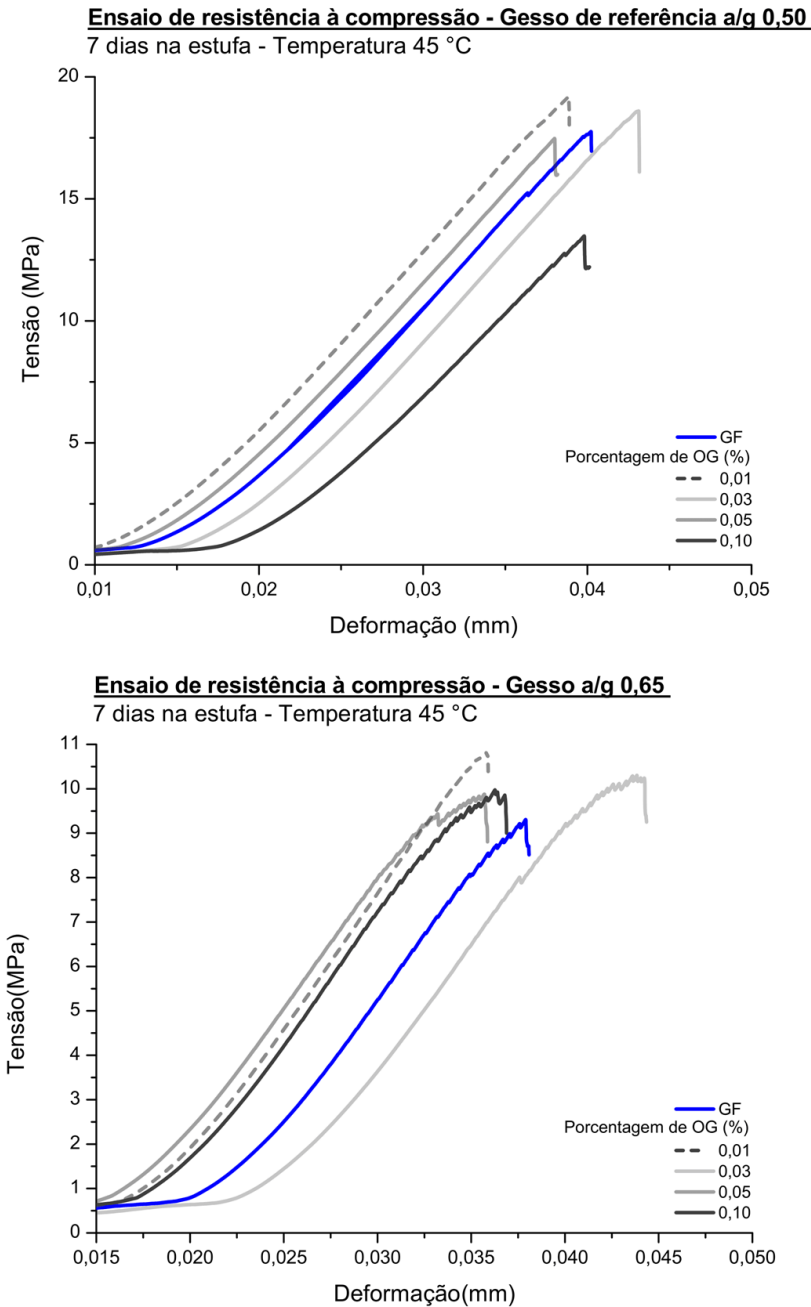 Ensaio de resistência à compressão - Gesso de referência a/g 0,50
7 dias na estufa - Temperatura 45 °C
20
15
10
5
0
Tensão (MPa)
GF
Porcentagem de OG (%)
0,01
0,03
0,05
0,10
0,01 0,02 0,03 0,04 0,05
Deformação (mm)
Ensaio de resistência à compressão - Gesso a/g 0,65
7 dias na estufa - Temperatura 45 °C
11
10
9
8
7
6
5
4
3
2
1
0
Tensão(MPa)
GF
Porcentagem de OG (%)
0,01
0,03
0,05
0,10
0,015 0,020 0,025 0,030 0,035 0,040 0,045 0,050
Deformação(mm)